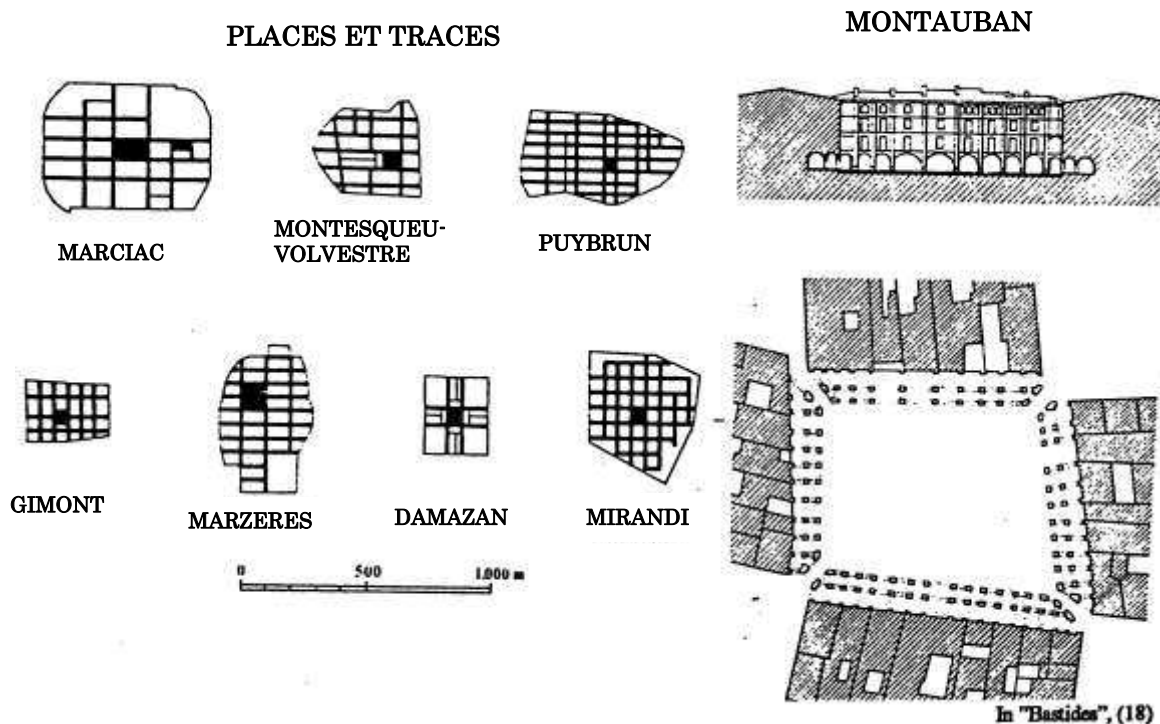 PLACES ET TRACES
MONTAUBAN
MARCIAC
MONTESQUEU-
VOLVESTRE
PUYBRUN
GIMONT
MARZERES
DAMAZAN
MIRANDI
0 500 1.000 m
In "Bastides", (18)